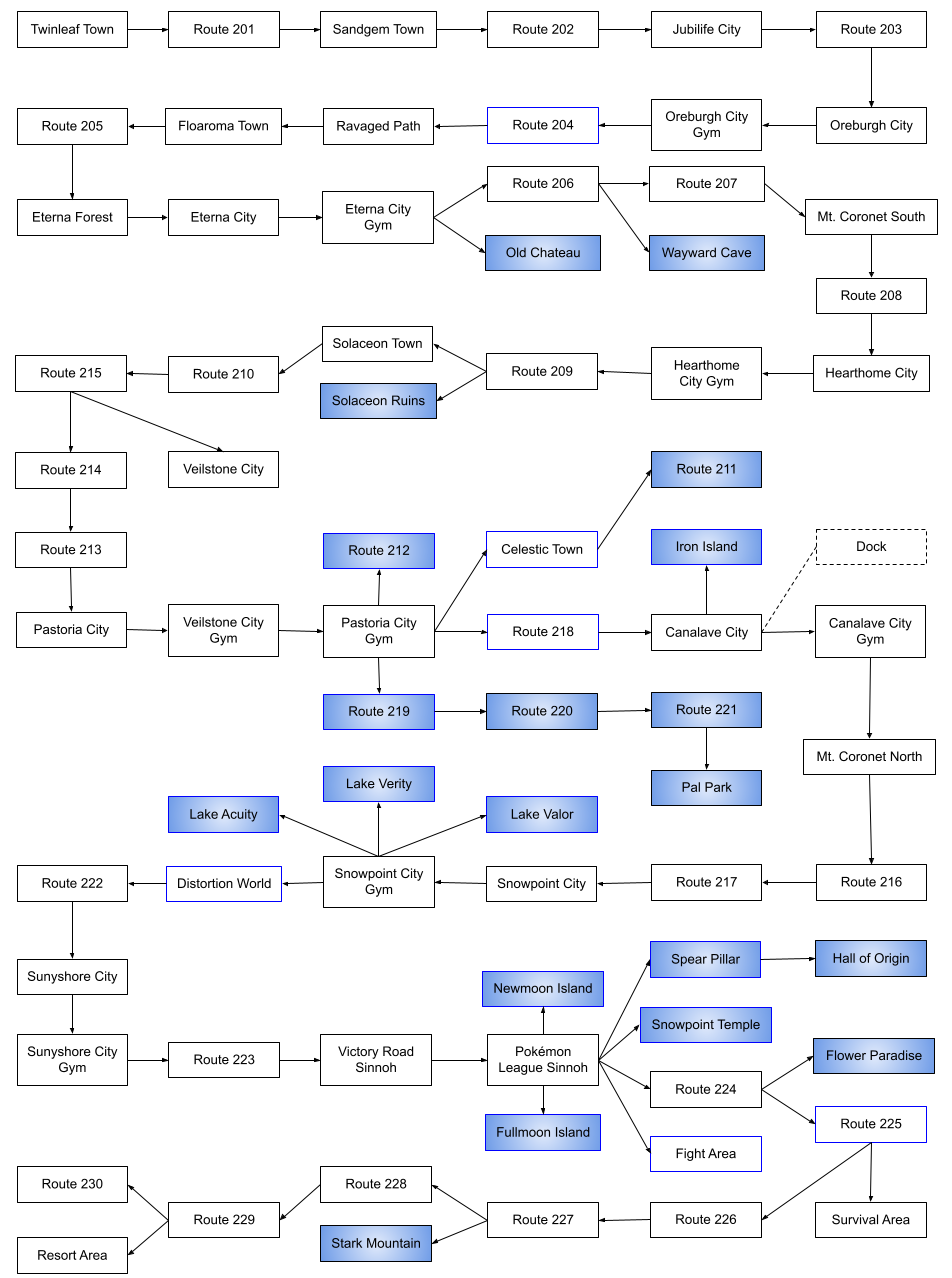 Twinleaf Town
Route 201
Sandgem Town
Route 202
Jubilife City
Route 203
Route 205
Floaroma Town
Ravaged Path
Route 204
Oreburgh City
Gym
Oreburgh City
Eterna Forest
Eterna City
Eterna City
Gym
Route 206
Route 207
Mt. Coronet South
Old Chateau
Wayward Cave
Route 208
Route 215
Route 210
Solaceon Town
Solaceon Ruins
Route 209
Hearthome
City Gym
Hearthome City
Route 214
Veilstone City
Route 211
Route 213
Route 212
Celestic Town
Iron Island
Dock
Pastoria City
Veilstone City
Gym
Pastoria City
Gym
Route 218
Canalave City
Canalave City
Gym
Route 219
Route 220
Route 221
Mt. Coronet North
Pal Park
Lake Acuity
Lake Verity
Lake Valor
Route 222
Distortion World
Snowpoint City
Gym
Snowpoint City
Route 217
Route 216
Sunyshore City
Newmoon Island
Spear Pillar
Hall of Origin
Snowpoint Temple
Sunyshore City
Gym
Route 223
Victory Road
Sinnoh
Pokémon
League Sinnoh
Route 224
Flower Paradise
Route 225
Fullmoon Island
Fight Area
Route 230
Route 228
Route 229
Route 227
Route 226
Survival Area
Resort Area
Stark Mountain